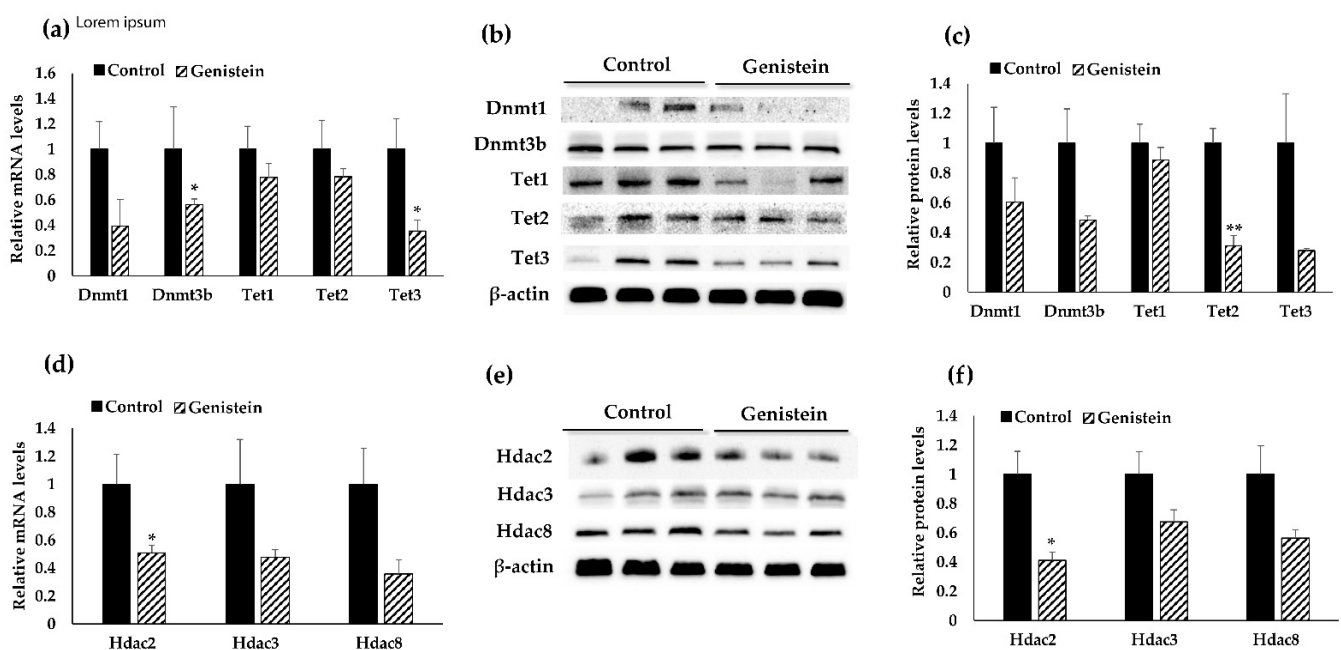 (a) Lorem ipsum
Control Genistein
Relative mRNA levels
1.6
1.4
1.2
1
0.8
0.6
0.4
0.2
0
*
*
Dnmt1 Dnmt3b Tet1 Tet2 Tet3
(b)
Control Genistein
Dnmt1
Dnmt3b
Tet1
Tet2
Tet3
β-actin
(c)
Control Genistein
Relative protein levels
1.4
1.2
1
0.8
0.6
0.4
0.2
0
**
Dnmt1 Dnmt3b Tet1 Tet2 Tet3
(d)
Control Genistein
Relative mRNA levels
1.4
1.2
1
0.8
0.6
0.4
0.2
0
*
Hdac2 Hdac3 Hdac8
(e)
Control Genistein
Hdac2
Hdac3
Hdac8
β-actin
(f)
Control Genistein
Relative protein levels
1.4
1.2
1
0.8
0.6
0.4
0.2
0
*
Hdac2 Hdac3 Hdac8